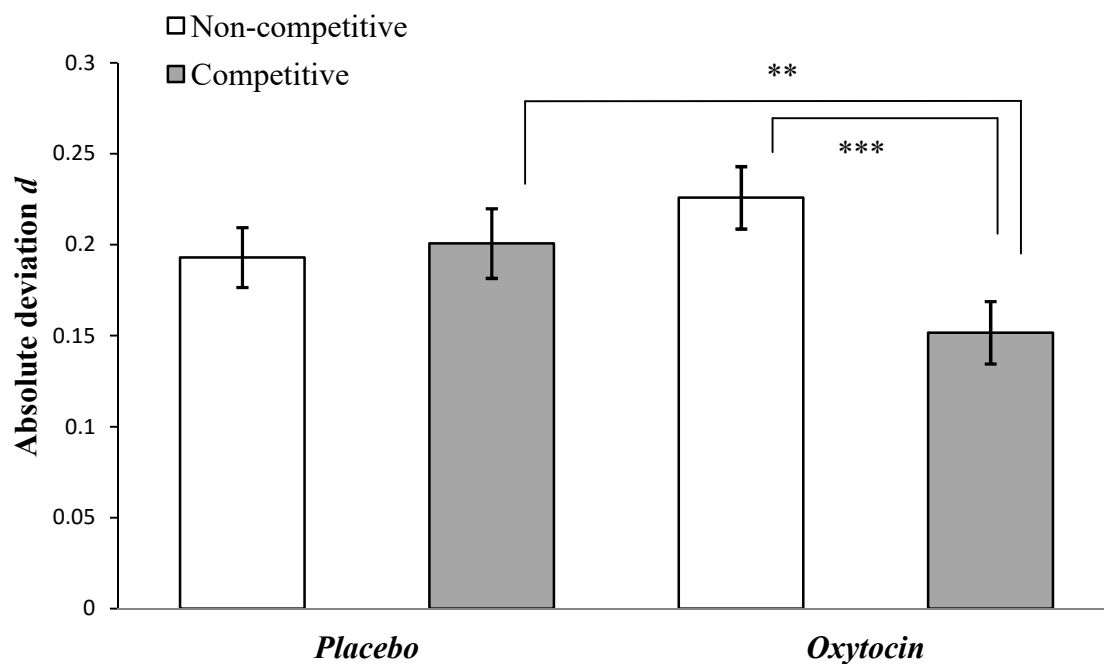 Non-competitive
Competitive
0.3
0.25
0.2
0.15
0.1
0.05
0
Absolute deviation d
**
***
Placebo
Oxytocin